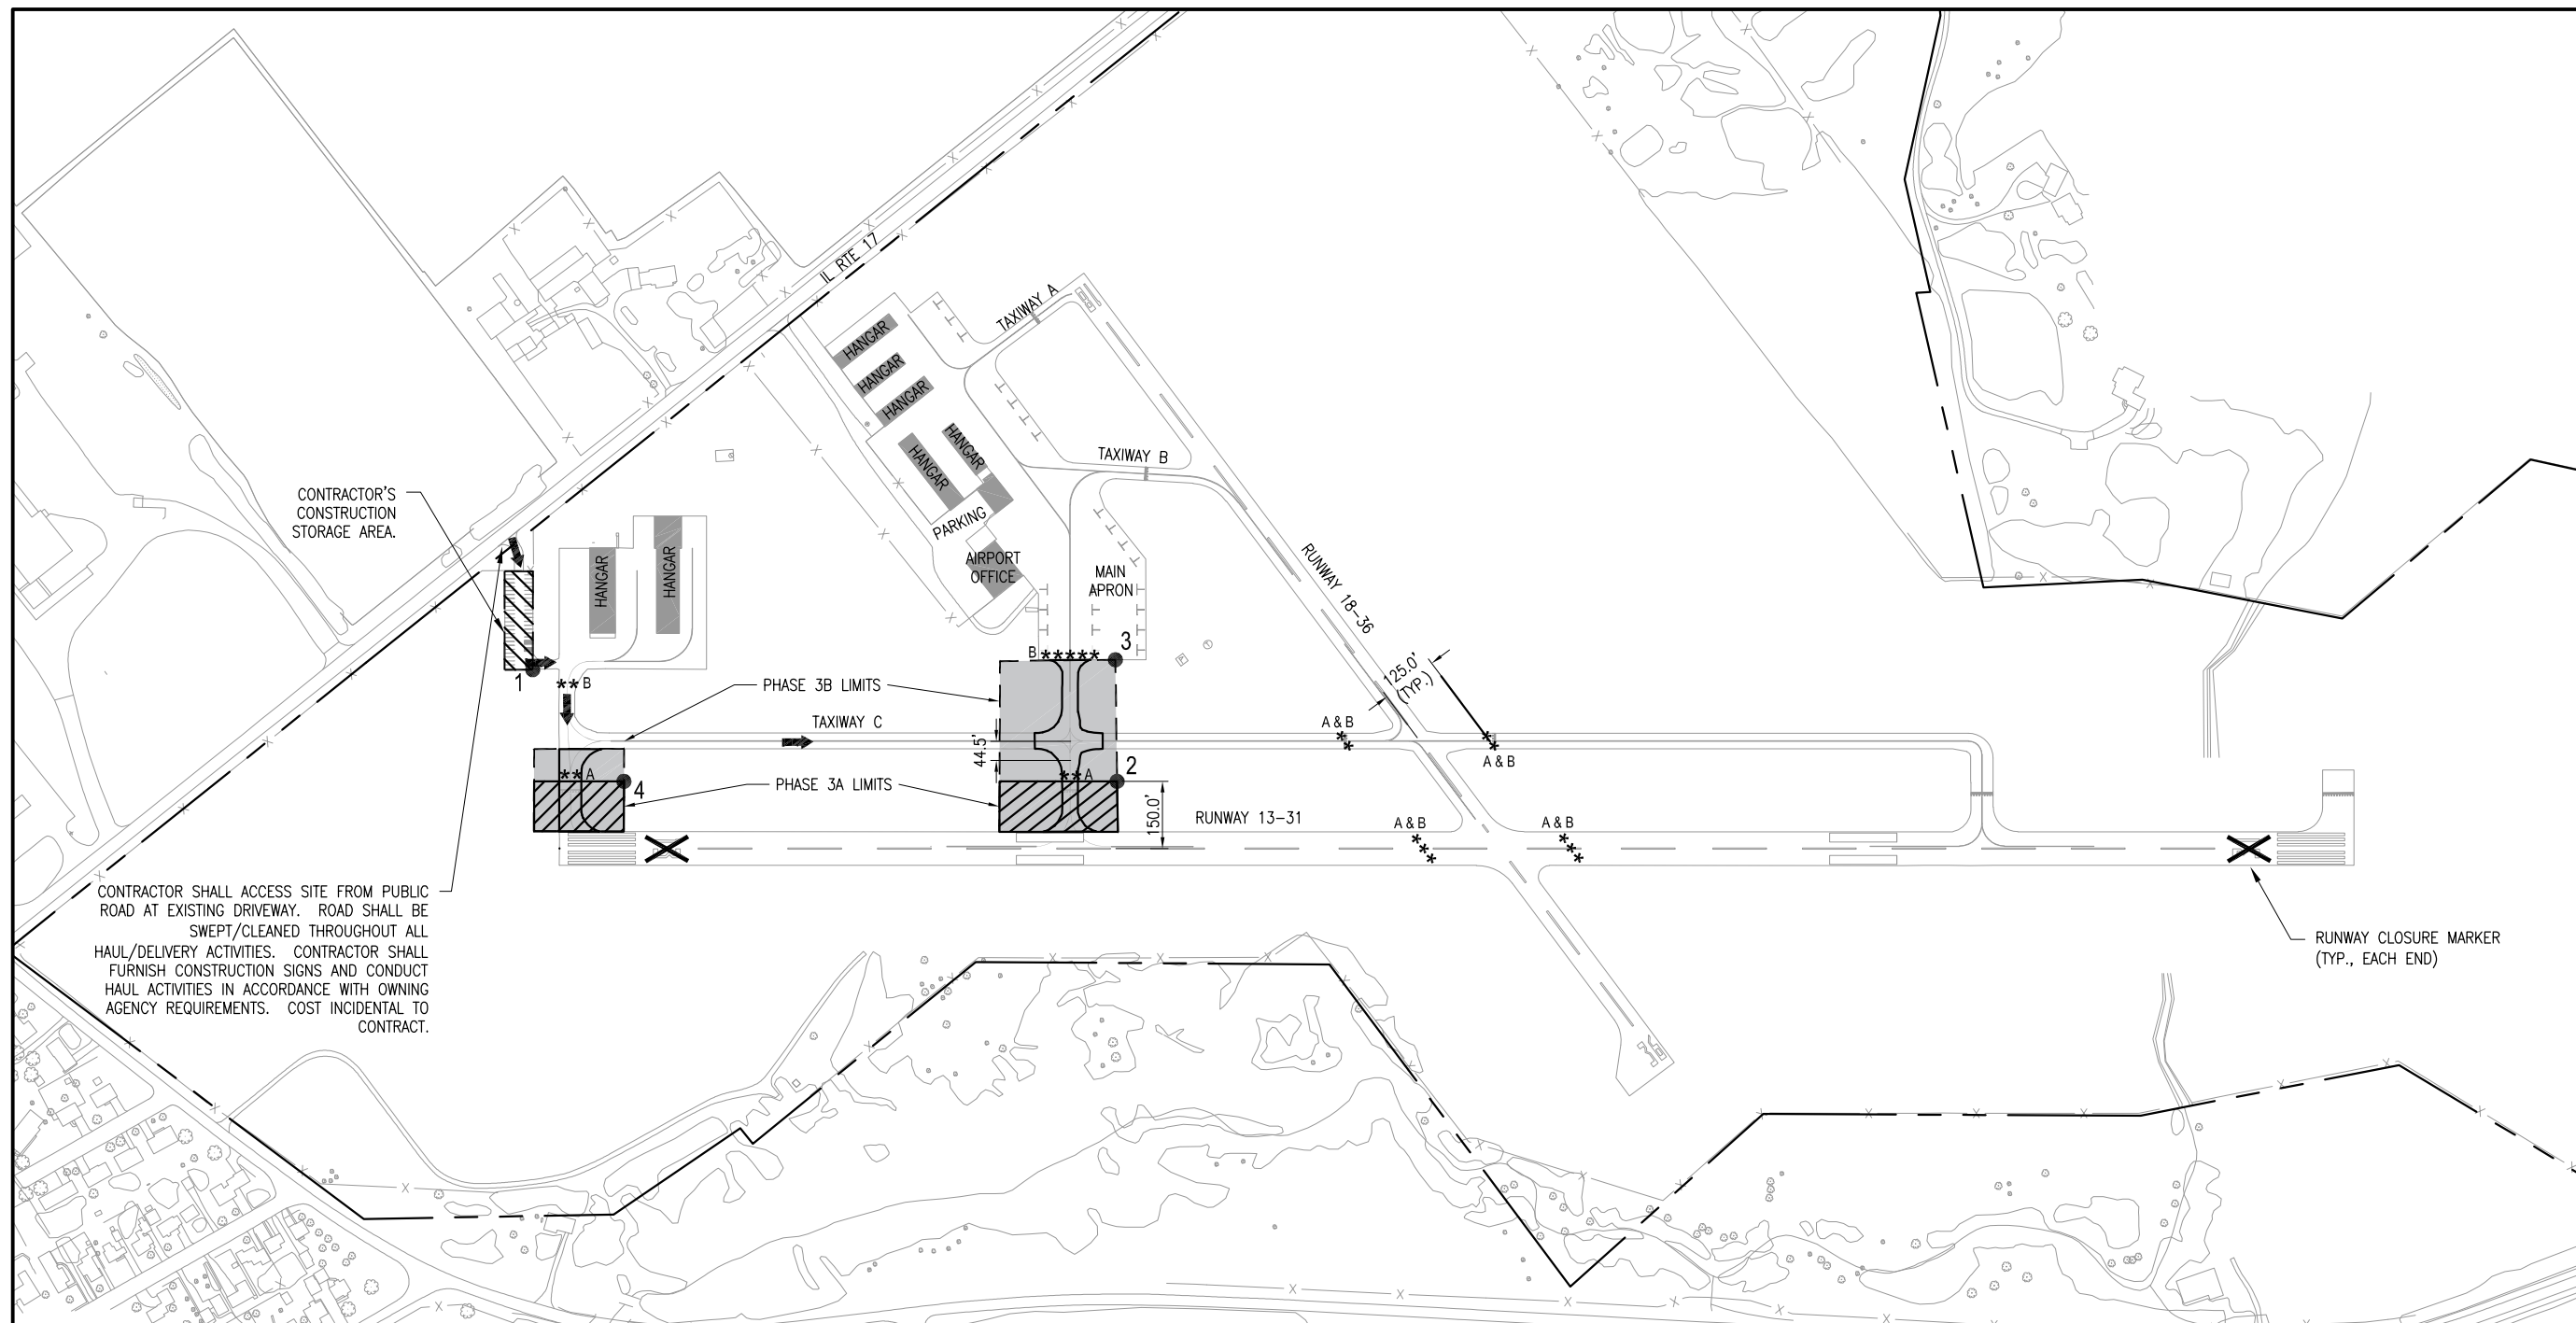 IL RTE 17
TAXIWAY A
HANGAR
HANGAR
HANGAR
HANGAR
HANGAR
TAXIWAY B
PARKING
CONTRACTOR'S
CONSTRUCTION
STORAGE AREA.
HANGAR
HANGAR
AIRPORT
OFFICE
MAIN
APRON
RUNWAY 18-36
125.0'
(TYP.)
1
**B
B *****
3
PHASE 3B LIMITS
TAXIWAY C
44.5'
A & B
A & B
**A
4
PHASE 3A LIMITS
**A
2
150.0'
RUNWAY 13-31
A & B
A & B
CONTRACTOR SHALL ACCESS SITE FROM PUBLIC
ROAD AT EXISTING DRIVEWAY. ROAD SHALL BE
SWEPT/CLEANED THROUGHOUT ALL
HAUL/DELIVERY ACTIVITIES. CONTRACTOR SHALL
FURNISH CONSTRUCTION SIGNS AND CONDUCT
HAUL ACTIVITIES IN ACCORDANCE WITH OWNING
AGENCY REQUIREMENTS. COST INCIDENTAL TO
CONTRACT.
RUNWAY CLOSURE MARKER
(TYP., EACH END)
36